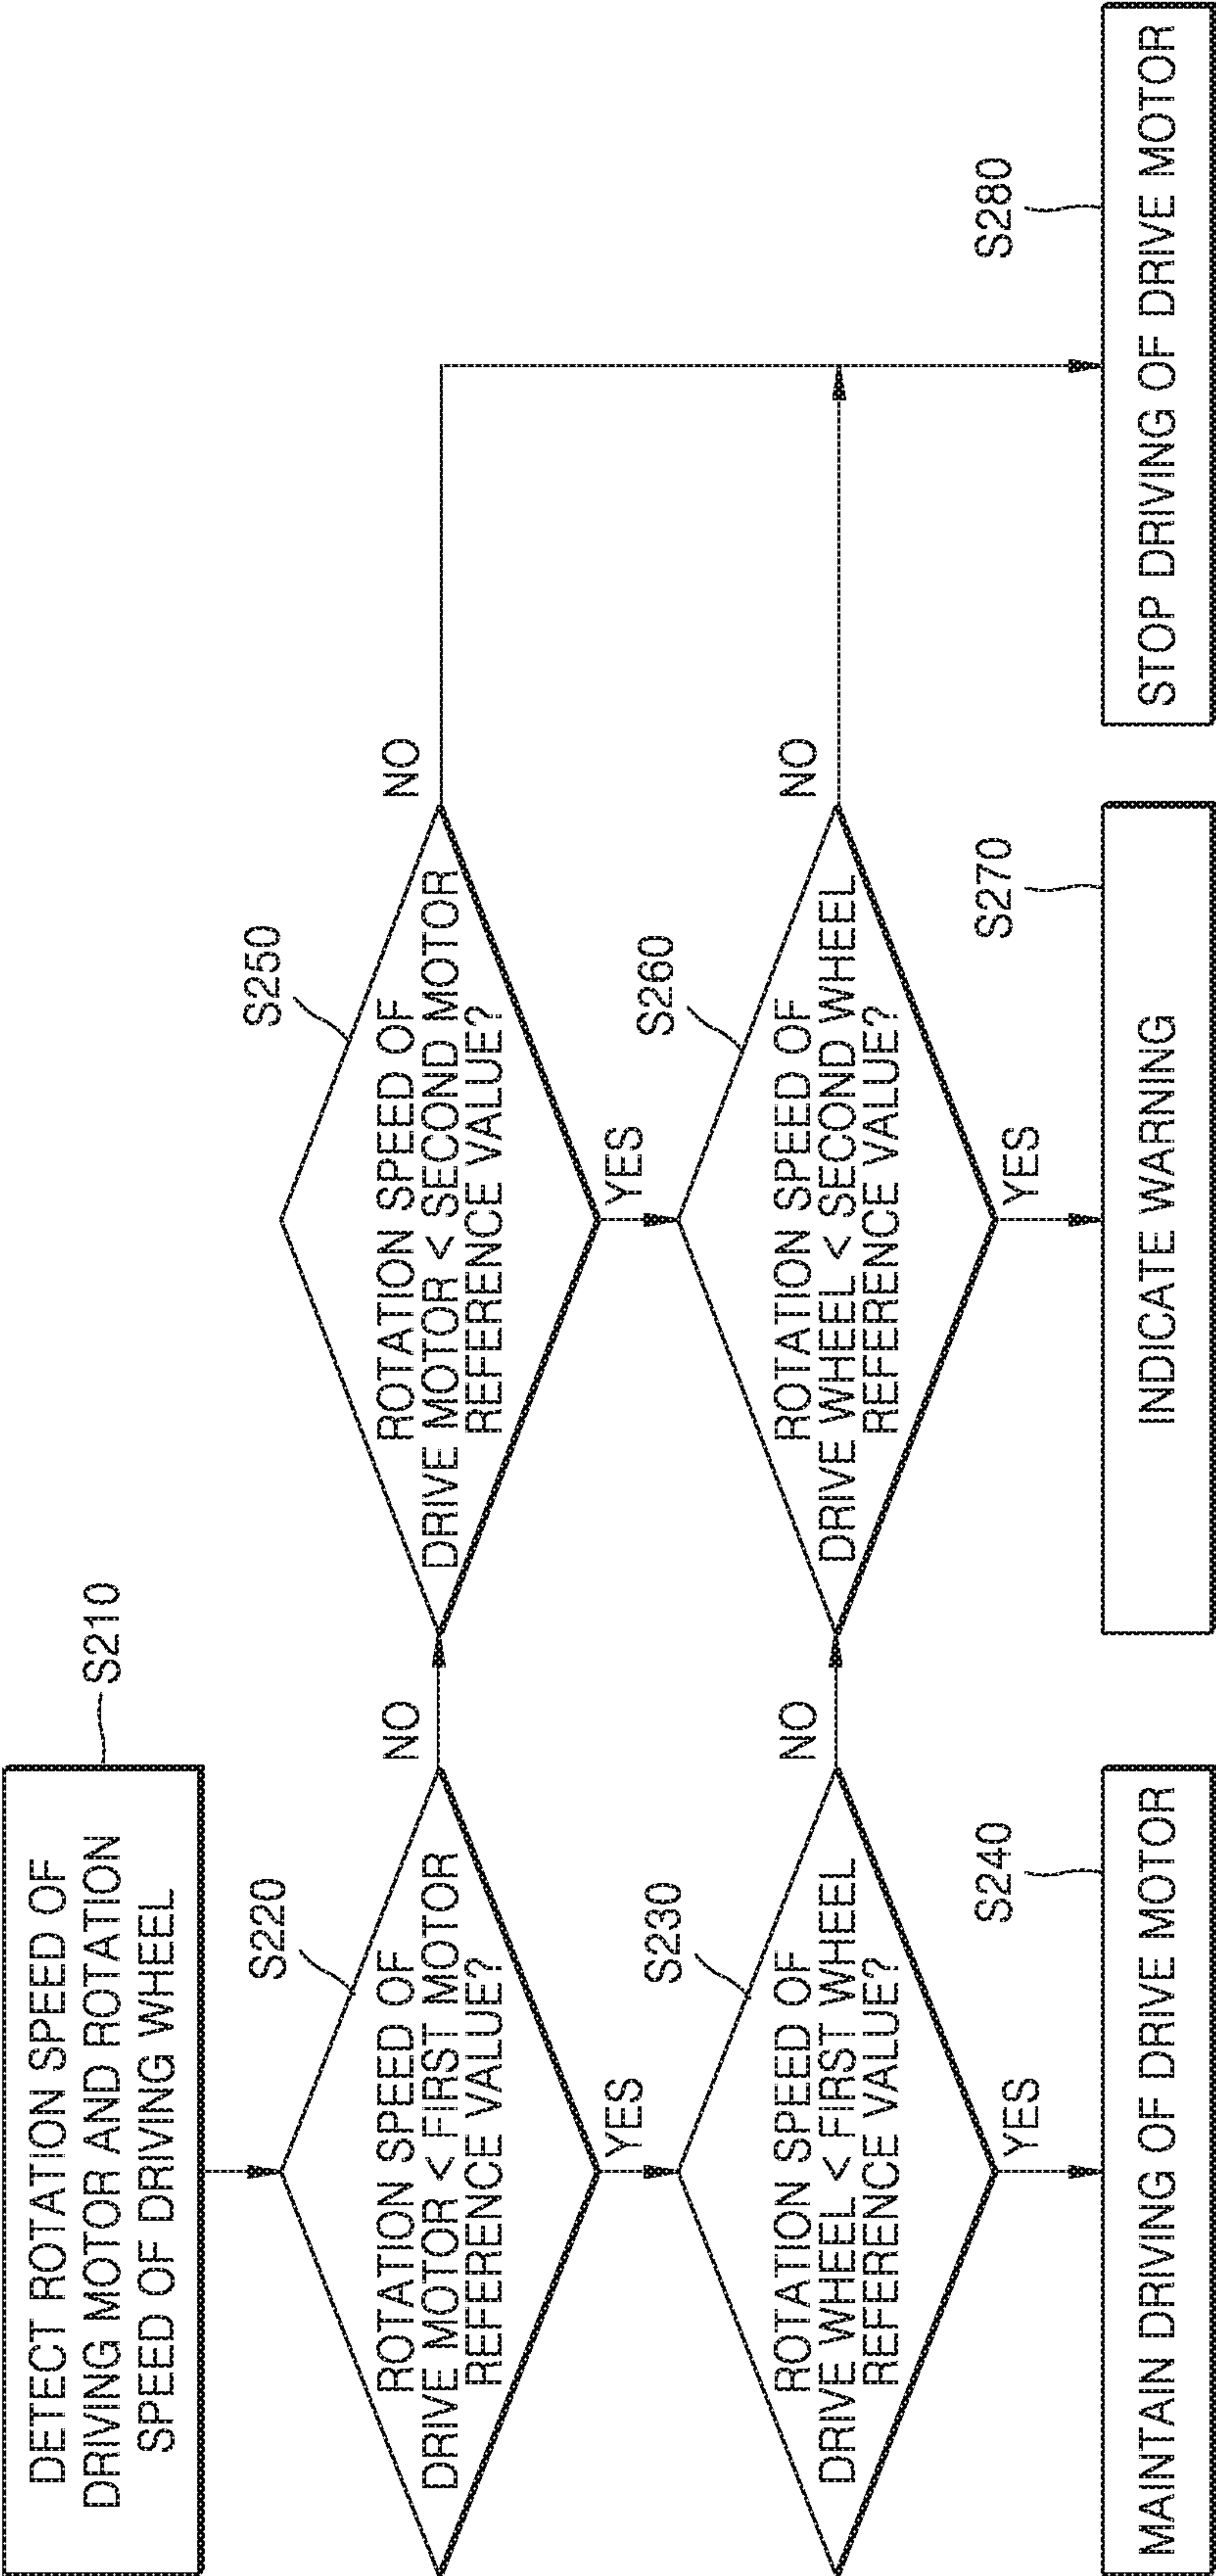 DETECT ROTATION SPEED OF
DRIVING MOTOR AND ROTATION
SPEED OF DRIVING WHEEL
S210
S220
ROTATION SPEED OF
DRIVE MOTOR < FIRST MOTOR
REFERENCE VALUE?
NO
YES
S250
ROTATION SPEED OF
DRIVE MOTOR < SECOND MOTOR
REFERENCE VALUE?
NO
YES
S230
ROTATION SPEED OF
DRIVE WHEEL < FIRST WHEEL
REFERENCE VALUE?
NO
YES
S260
ROTATION SPEED OF
DRIVE WHEEL < SECOND WHEEL
REFERENCE VALUE?
NO
YES
S240
MAINTAIN DRIVING OF DRIVE MOTOR
S270
INDICATE WARNING
S280
STOP DRIVING OF DRIVE MOTOR